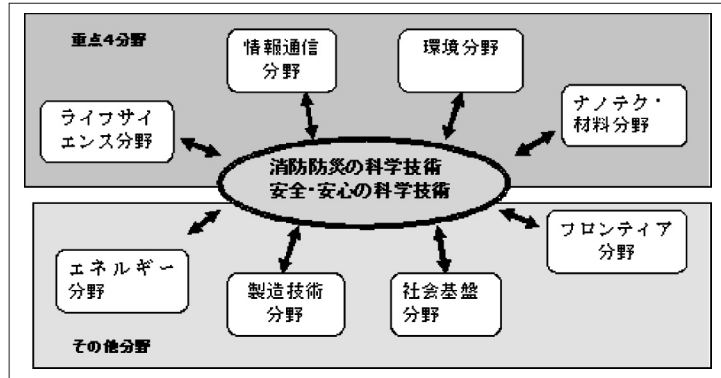 重点4分野
情報通信
分野
環境分野
ライフサイ
エンス分野
ナノテク・
材料分野
消防防災の科学技術
安全・安心の科学技術
エネルギー
分野
製造技術
分野
社会基盤
分野
フロンティア
分野
その他分野